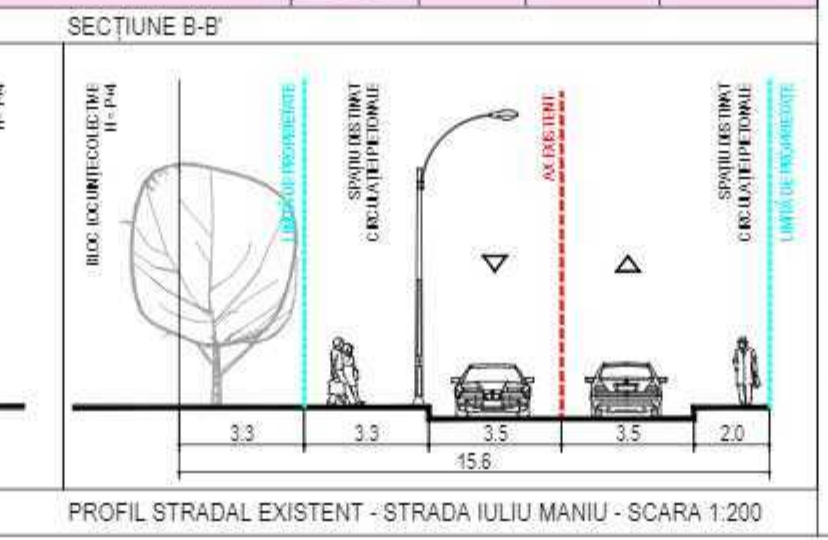 SECȚIUNE B-B'
BLOC LOCUINȚE COLECTIVE
H = P+4
LIMITĂ DE PROPRIETATE
SPAȚIU DESTINAT
CIRCULAȚIEI PIETONALE
AX EXISTENT
SPAȚIU DESTINAT
CIRCULAȚIEI PIETONALE
LIMITĂ DE PROPRIETATE
3.3
3.3
3.5
3.5
2.0
15.6
PROFIL STRADAL EXISTENT - STRADA IULIU MANIU - SCARA 1:200